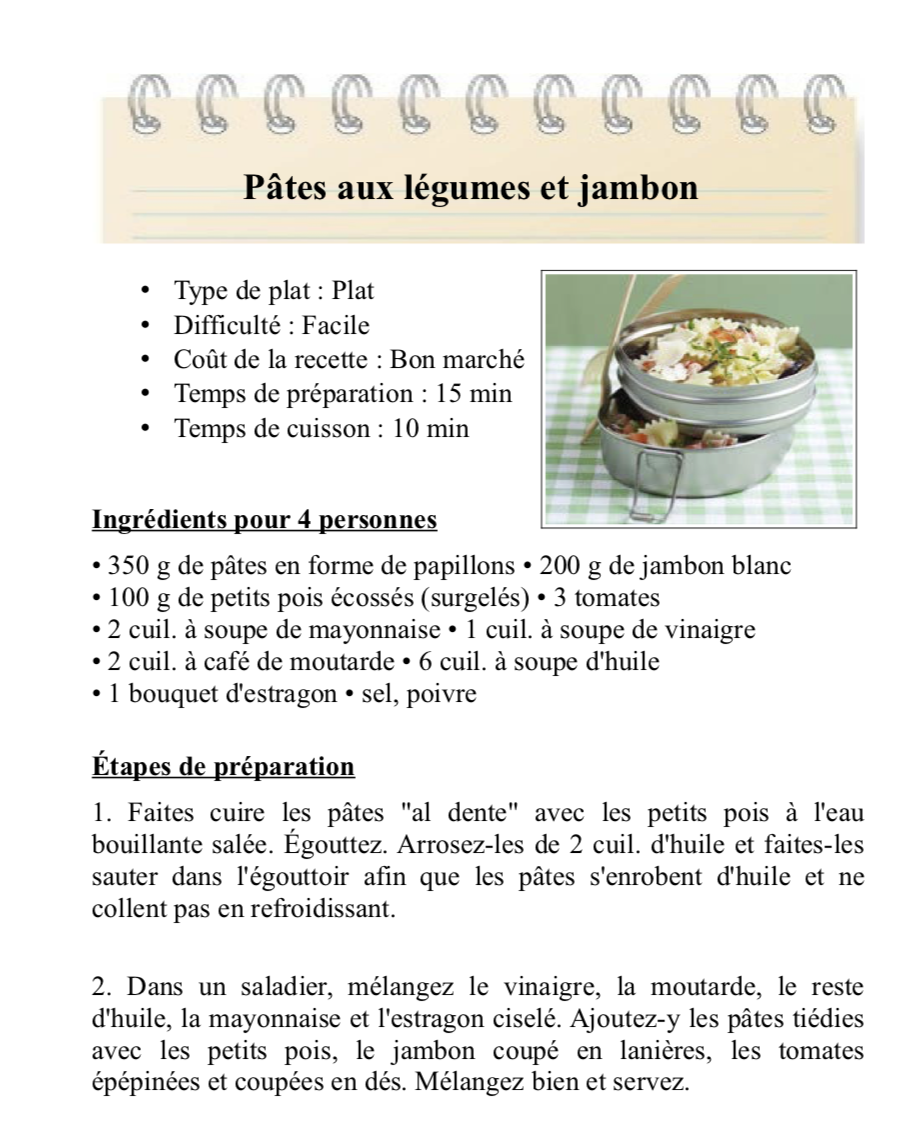 Pâtes aux légumes et jambon
• Type de plat : Plat
• Difficulté : Facile
• Coût de la recette : Bon marché
• Temps de préparation : 15 min
• Temps de cuisson : 10 min
Ingrédients pour 4 personnes
• 350 g de pâtes en forme de papillons • 200 g de jambon blanc
• 100 g de petits pois écossés (surgelés) • 3 tomates
• 2 cuil. à soupe de mayonnaise • 1 cuil. à soupe de vinaigre
• 2 cuil. à café de moutarde • 6 cuil. à soupe d'huile
• 1 bouquet d'estragon • sel, poivre
Étapes de préparation
1. Faites cuire les pâtes "al dente" avec les petits pois à l'eau
bouillante salée. Égouttez. Arrosez-les de 2 cuil. d'huile et faites-les
sauter dans l'égouttoir afin que les pâtes s'enrobent d'huile et ne
collent pas en refroidissant.
2. Dans un saladier, mélangez le vinaigre, la moutarde, le reste
d'huile, la mayonnaise et l'estragon ciselé. Ajoutez-y les pâtes tiédies
avec les petits pois, le jambon coupé en lanières, les tomates
épépinées et coupées en dés. Mélangez bien et servez.